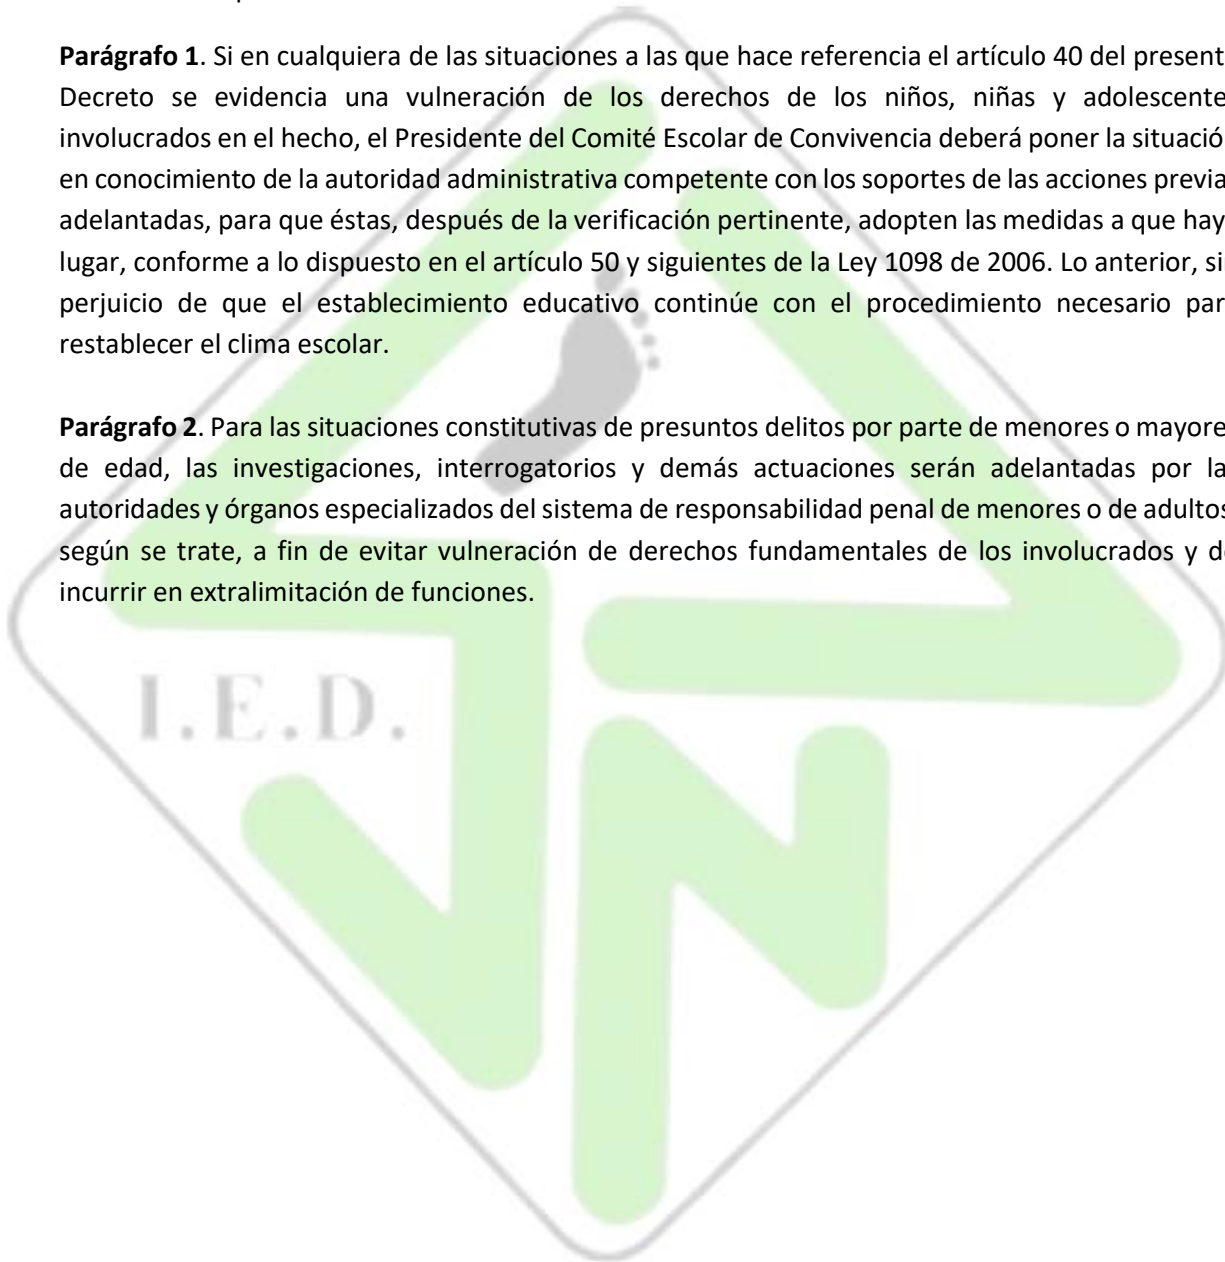 Parágrafo 1. Si en cualquiera de las situaciones a las que hace referencia el artículo 40 del present
Decreto se evidencia una vulneración de los derechos de los niños, niñas y adolescente
involucrados en el hecho, el Presidente del Comité Escolar de Convivencia deberá poner la situació
en conocimiento de la autoridad administrativa competente con los soportes de las acciones previa
adelantadas, para que éstas, después de la verificación pertinente, adopten las medidas a que hay
lugar, conforme a lo dispuesto en el artículo 50 y siguientes de la Ley 1098 de 2006. Lo anterior, si
perjuicio de que el establecimiento educativo continúe con el procedimiento necesario par
restablecer el clima escolar.
Parágrafo 2. Para las situaciones constitutivas de presuntos delitos por parte de menores o mayore
de edad, las investigaciones, interrogatorios y demás actuaciones serán adelantadas por la
autoridades y órganos especializados del sistema de responsabilidad penal de menores o de adultos
según se trate, a fin de evitar vulneración de derechos fundamentales de los involucrados y d
incurrir en extralimitación de funciones.
I.E.D.